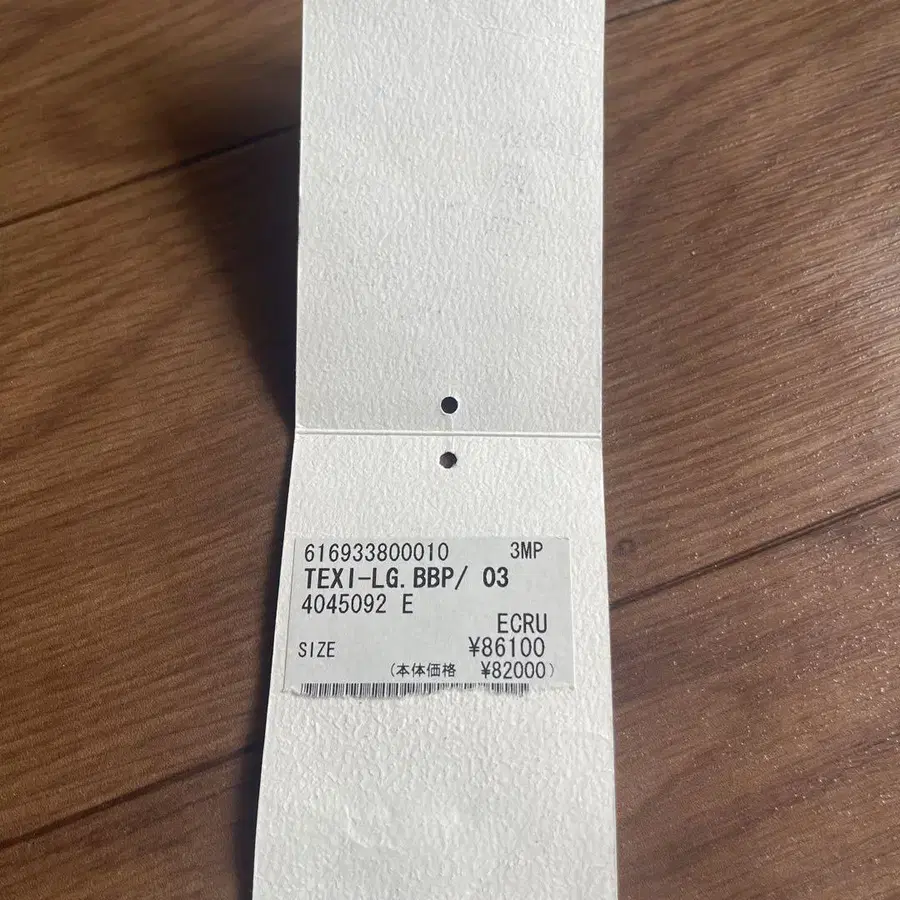 616933800010 3MP
TEXI-LG.BBP/ 03
4045092 E
ECRU
SIZE ¥86100
(本体価格 ¥82000)